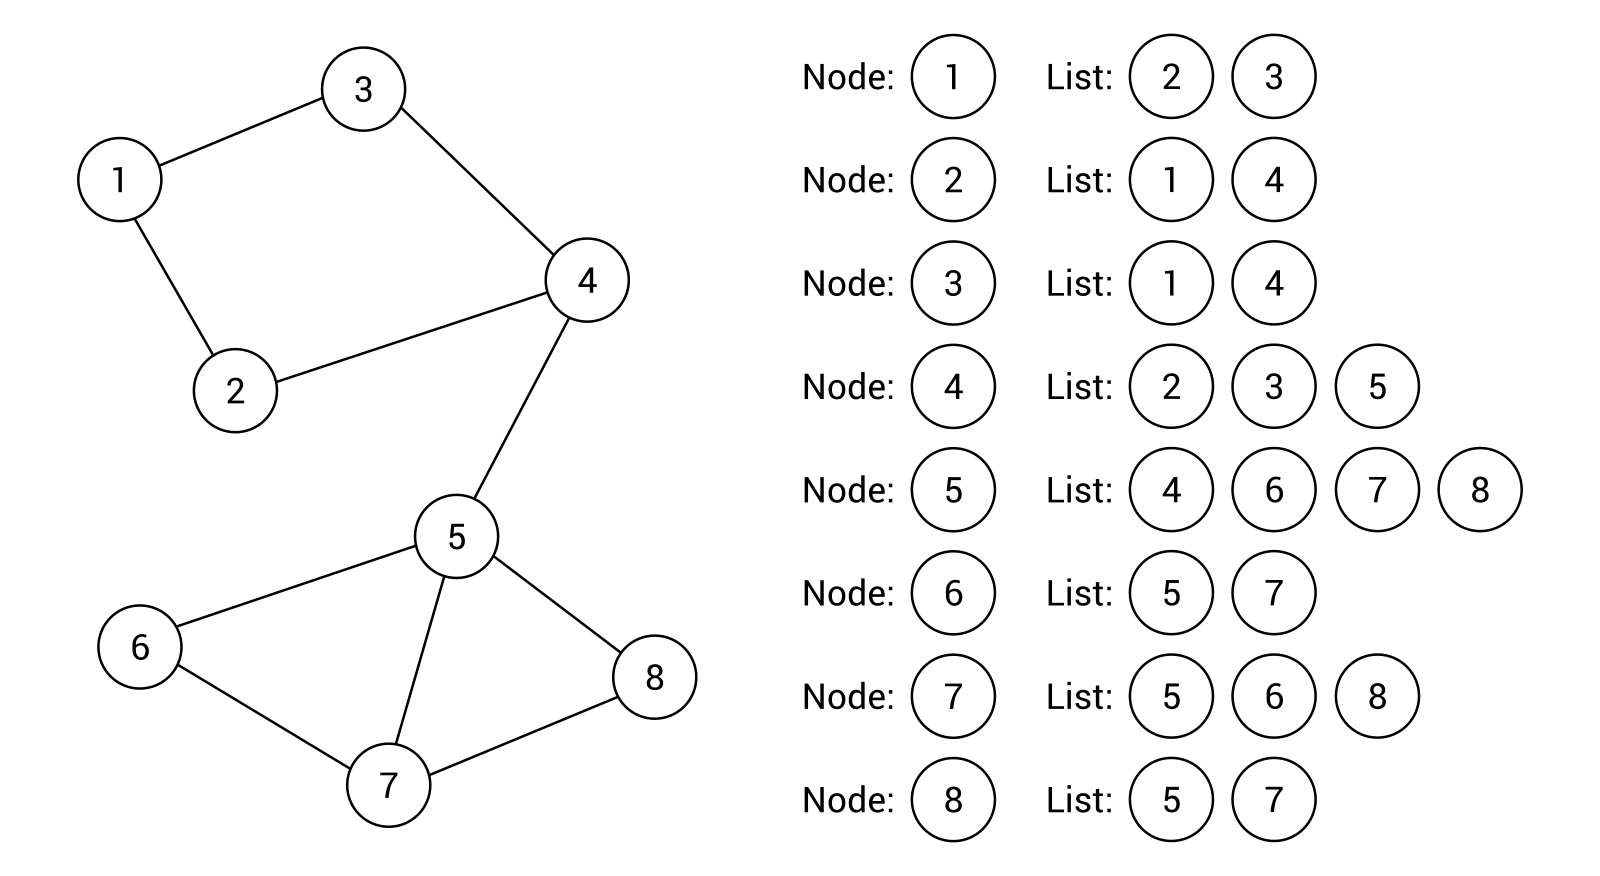 3
1
4
2
5
6
8
7
Node: 1 List: 2 3
Node: 2 List: 1 4
Node: 3 List: 1 4
Node: 4 List: 2 3 5
Node: 5 List: 4 6 7 8
Node: 6 List: 5 7
Node: 7 List: 5 6 8
Node: 8 List: 5 7